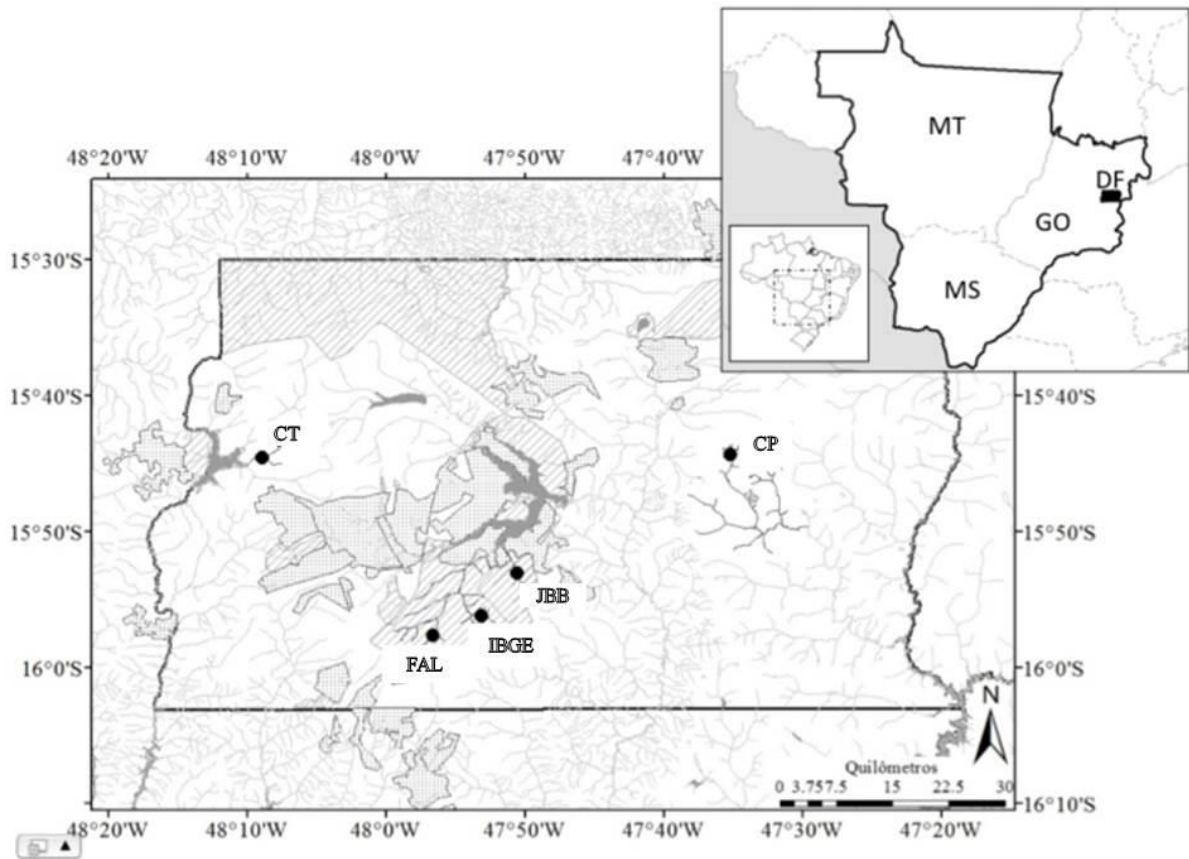 MT
DF
GO
MS
48°20'W 48°10'W 48°0'W 47°50'W 47°40'W
15°30'S
15°40'S 15°40'S
CT
CP
15°50'S 15°50'S
JBB
IBGE
FAL
16°0'S 16°0'S
N
Quilômetros
0 3.757.5 15 22.5 30
16°10'S
48°20'W 48°10'W 48°0'W 47°50'W 47°40'W 47°30'W 47°20'W